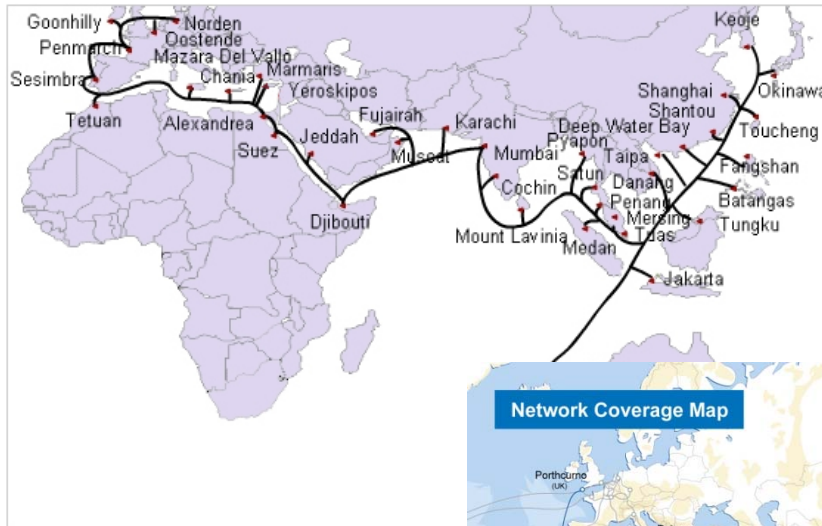 Goonhilly
Norden
Oostende
Penmarch
Mazara Del Vallo
Marmaris
Sesimbra
Chania
Yeroskipos
Tetuan
Alexandrea
Suez
Jeddah
Fujairah
Muscat
Karachi
Mumbai
Cochin
Djibouti
Mount Lavinia
Keoje
Okinawa
Shanghai
Shantou
Toucheng
Deep Water Bay
Pyapon
Taipa
Fangshan
Satun
Danang
Batangas
Penang
Mersing
Tungku
Tuas
Medan
Jakarta
Network Coverage Map
Porthcurno
(UK)